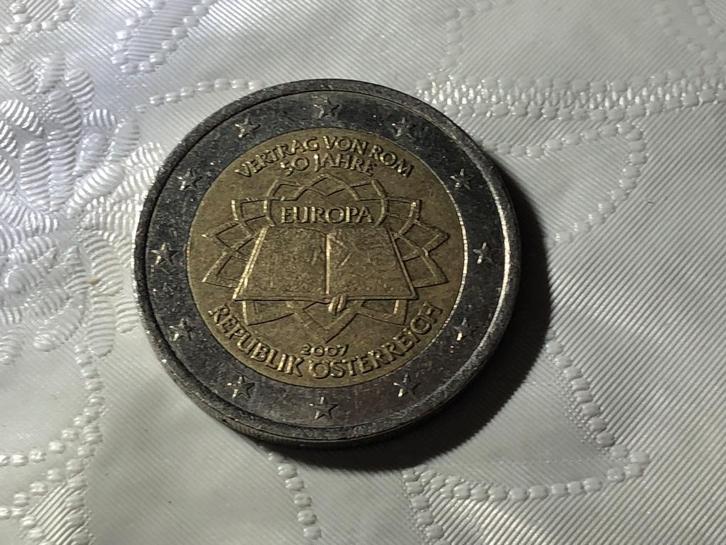 VERTRAG VON ROM
50 JAHRE
EUROPA
2007
REPUBLIK ÖSTERREICH